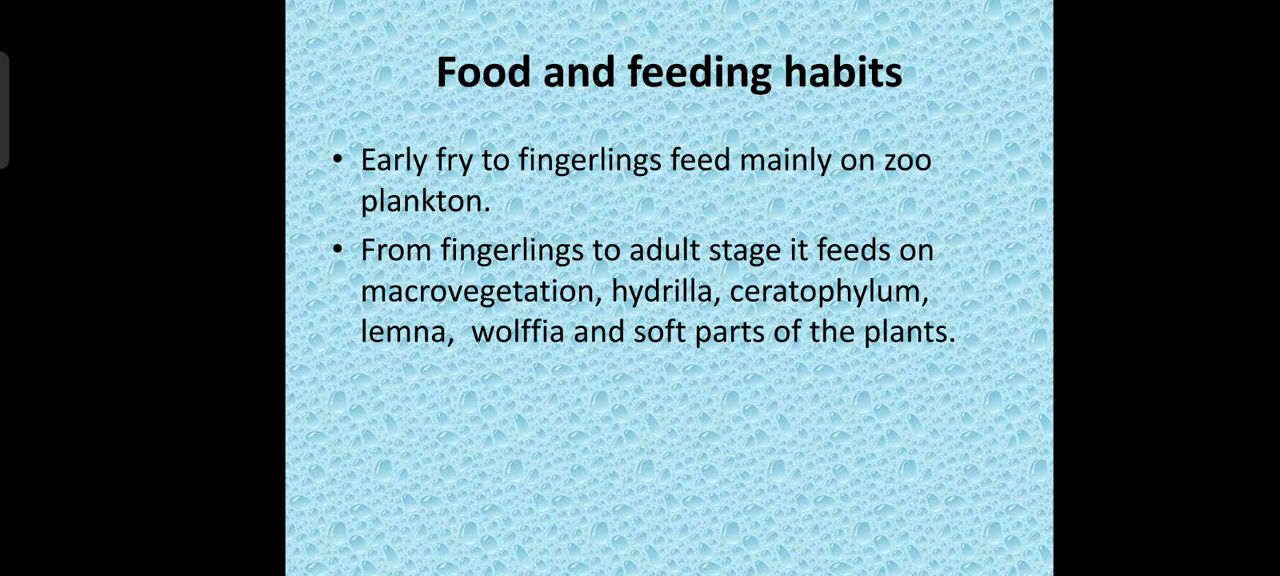 Food and feeding habits
• Early fry to fingerlings feed mainly on zoo
plankton.
• From fingerlings to adult stage it feeds on
macrovegetation, hydrilla, ceratophylum,
lemna,  wolffia and soft parts of the plants.